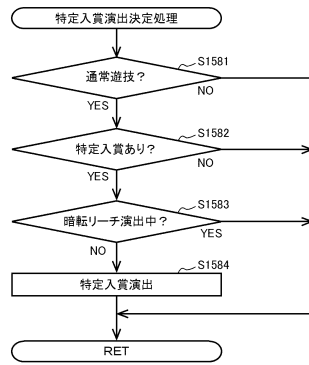 特定入賞演出決定処理
S1581
通常遊技?
NO
YES
S1582
特定入賞あり?
NO
YES
S1583
暗転リーチ演出中?
YES
NO
S1584
特定入賞演出
RET